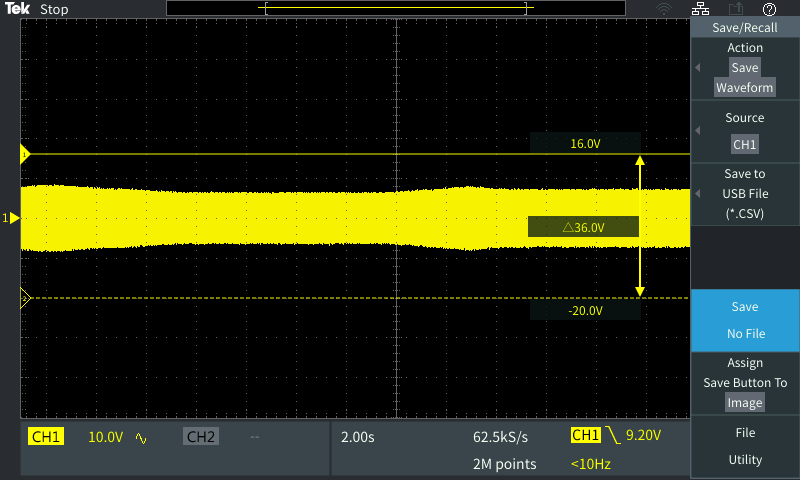 Tek Stop
Save/Recall
Action
Save
Waveform
Source
CH1
Save to
USB File
(*.CSV)
Save
No File
Assign
Save Button To
Image
File
Utility
1
16.0V
1
△36.0V
2
-20.0V
CH1 10.0V CH2 -- 2.00s 62.5kS/s CH1 9.20V
2M points <10Hz